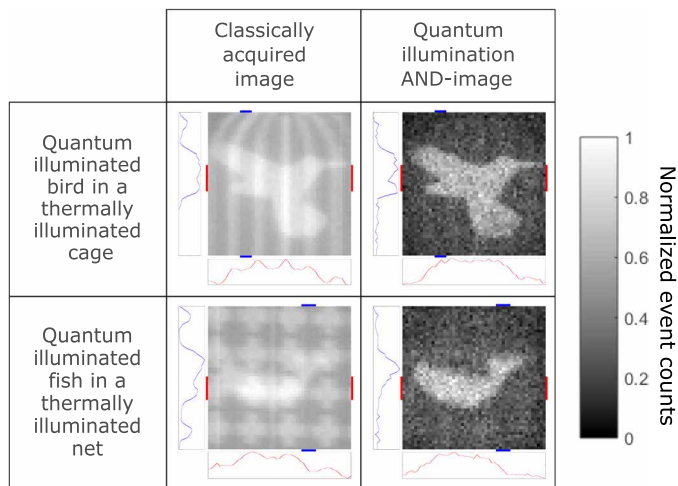 Classically
acquired
image
Quantum
illumination
AND-image
Quantum
illuminated
bird in a
thermally
illuminated
cage
Quantum
illuminated
fish in a
thermally
illuminated
net
1
0.8
0.6
0.4
0.2
0
Normalized event counts